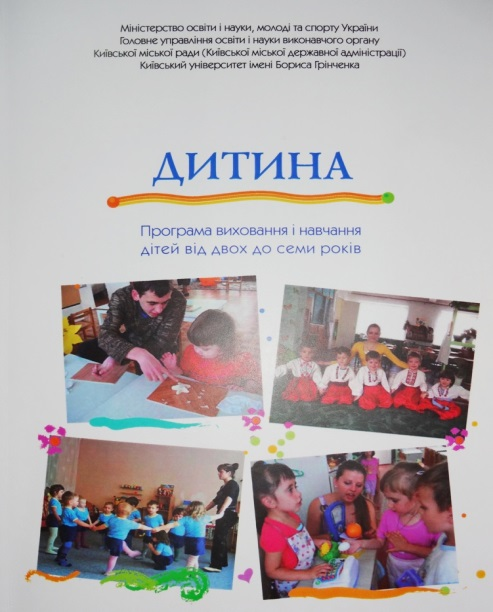 Міністерство освіти і науки, молоді та спорту України
Головне управління освіти і науки виконавчого органу
Київської міської ради (Київської міської державної адміністрації)
Київський університет імені Бориса Грінченка
ДИТИНА
Програма виховання і навчання
дітей від двох до семи років